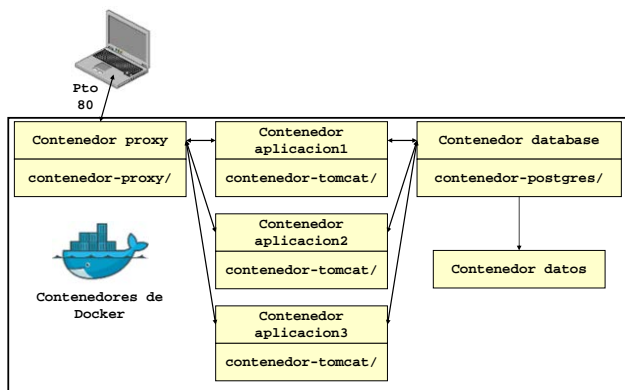 Pto
80
Contenedor proxy
contenedor-proxy/
Contenedor
aplicacion1
contenedor-tomcat/
Contenedor database
contenedor-postgres/
Contenedor
aplicacion2
contenedor-tomcat/
Contenedor datos
Contenedores de
Docker
Contenedor
aplicacion3
contenedor-tomcat/